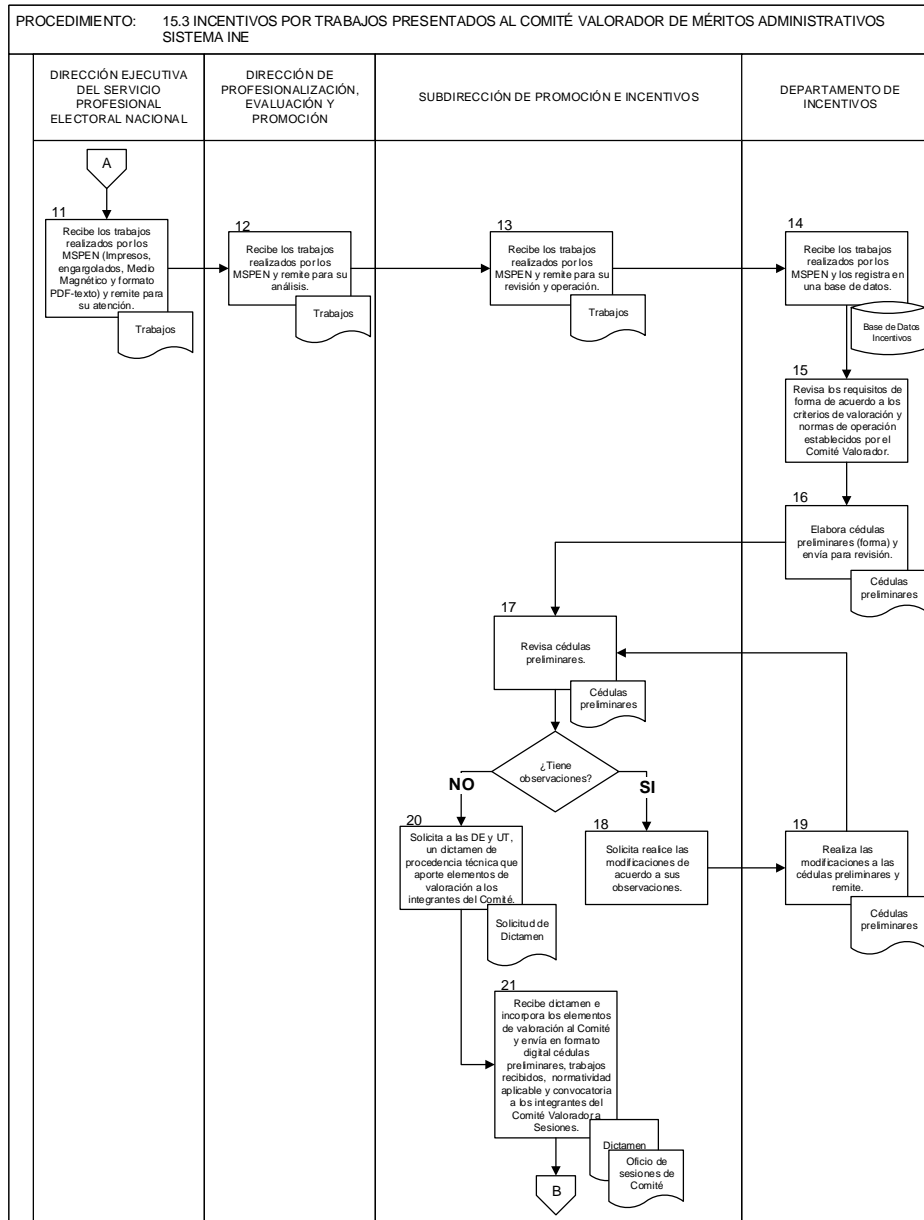 PROCEDIMIENTO: 15.3 INCENTIVOS POR TRABAJOS PRESENTADOS AL COMITÉ VALORADOR DE MÉRITOS ADMINISTRATIVOS
SISTEMA INE
DIRECCIÓN EJECUTIVA
DEL SERVICIO
PROFESIONAL
ELECTORAL NACIONAL
DIRECCIÓN DE
PROFESIONALIZACIÓN,
EVALUACIÓN Y
PROMOCIÓN
SUBDIRECCIÓN DE PROMOCIÓN E INCENTIVOS
DEPARTAMENTO DE
INCENTIVOS
A
11
Recibe los trabajos
realizados por los
MSPEN (Impresos,
engargolados, Medio
Magnético y formato
PDF-texto) y remite para
su atención.
Trabajos
12
Recibe los trabajos
realizados por los
MSPEN y remite para su
análisis.
Trabajos
13
Recibe los trabajos
realizados por los
MSPEN y remite para su
revisión y operación.
Trabajos
14
Recibe los trabajos
realizados por los
MSPEN y los registra en
una base de datos.
Base de Datos
Incentivos
15
Revisa los requisitos de
forma de acuerdo a los
criterios de valoración y
normas de operación
establecidos por el
Comité Valorador.
16
Elabora cédulas
preliminares (forma) y
envía para revisión.
Cédulas
preliminares
17
Revisa cédulas
preliminares.
Cédulas
preliminares
¿Tiene
observaciones?
NO
SI
20
Solicita a las DE y UT,
un dictamen de
procedencia técnica que
aporte elementos de
valoración a los
integrantes del Comité.
Solicitud de
Dictamen
18
Solicita realice las
modificaciones de
acuerdo a sus
observaciones.
19
Realiza las
modificaciones a las
cédulas preliminares y
remite.
Cédulas
preliminares
21
Recibe dictamen e
incorpora los elementos
de valoración al Comité
y envía en formato
digital cédulas
preliminares, trabajos
recibidos, normatividad
aplicable y convocatoria
a los integrantes del
Comité Valorador a
Sesiones.
Dictamen
Oficio de
sesiones de
Comité
B